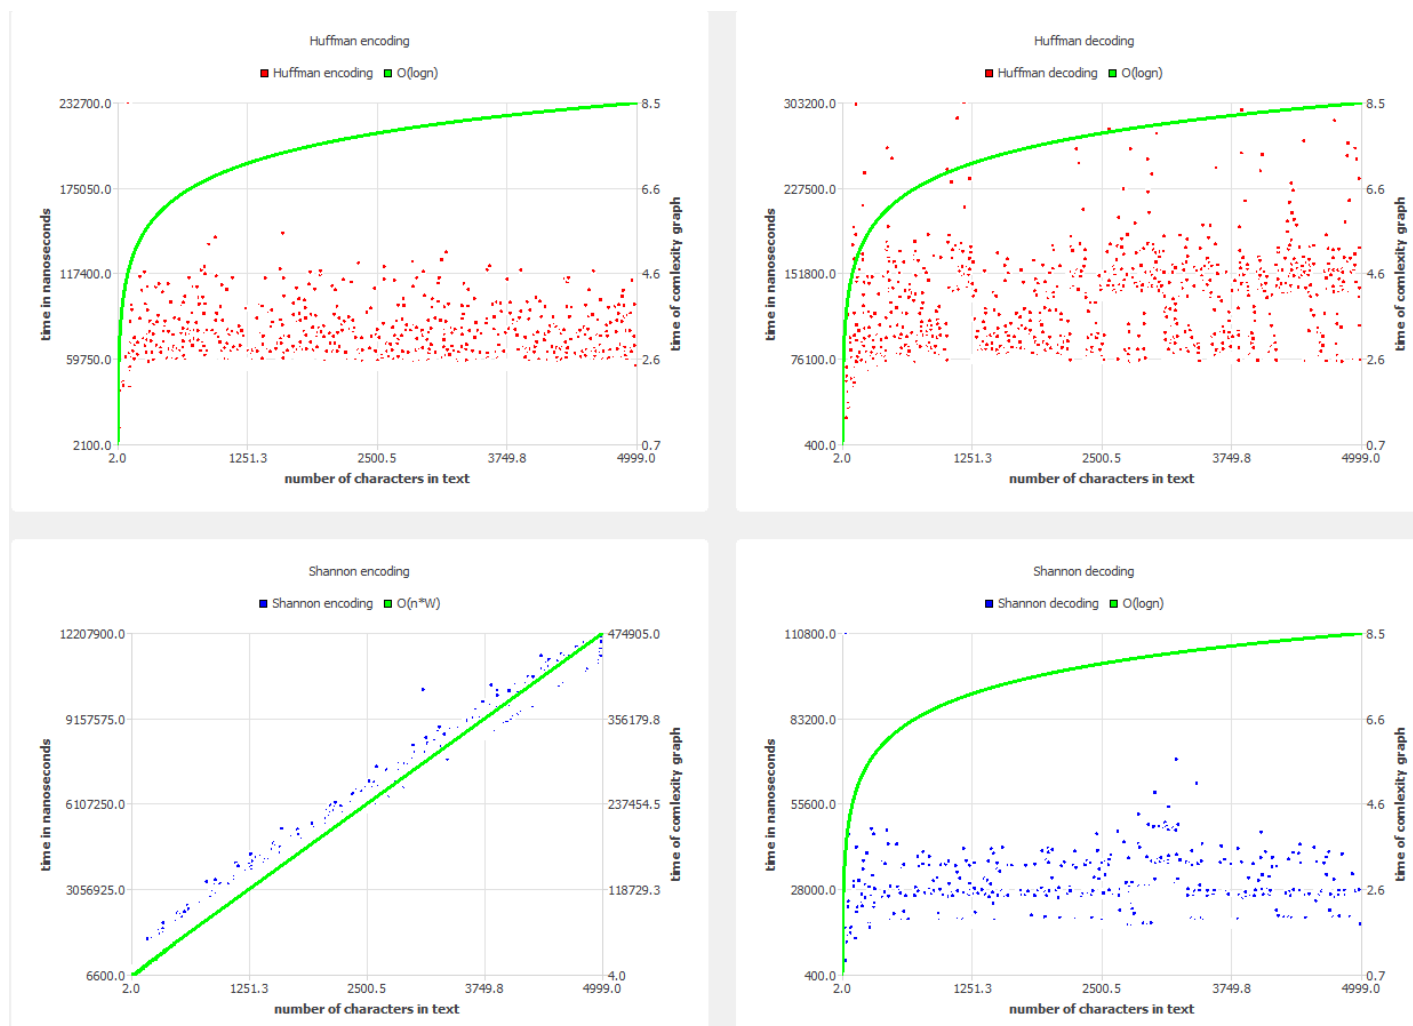 Huffman encoding
Huffman encoding O(logn)
232700.0
175050.0
117400.0
59750.0
2100.0
8.5
6.6
4.6
2.6
0.7
2.0 1251.3 2500.5 3749.8 4999.0
time in nanoseconds
time of comlexity graph
number of characters in text
Huffman decoding
Huffman decoding O(logn)
303200.0
227500.0
151800.0
76100.0
400.0
8.5
6.6
4.6
2.6
0.7
2.0 1251.3 2500.5 3749.8 4999.0
time in nanoseconds
time of comlexity graph
number of characters in text
Shannon encoding
Shannon encoding O(n*W)
12207900.0
9157575.0
6107250.0
3056925.0
6600.0
474905.0
356179.8
237454.5
118729.3
4.0
2.0 1251.3 2500.5 3749.8 4999.0
time in nanoseconds
time of comlexity graph
number of characters in text
Shannon decoding
Shannon decoding O(logn)
110800.0
83200.0
55600.0
28000.0
400.0
8.5
6.6
4.6
2.6
0.7
2.0 1251.3 2500.5 3749.8 4999.0
time in nanoseconds
time of comlexity graph
number of characters in text